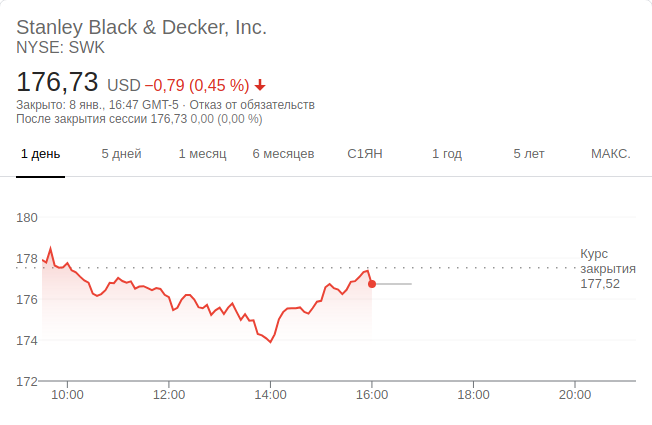 Stanley Black & Decker, Inc.
NYSE: SWK
176,73 USD −0,79 (0,45 %)
Закрыто: 8 янв., 16:47 GMT-5 · Отказ от обязательств
После закрытия сессии 176,73 0,00 (0,00 %)
1 день 5 дней 1 месяц 6 месяцев С1ЯН 1 год 5 лет МАКС.
180
178
176
174
172
Курс
закрытия
177,52
10:00 12:00 14:00 16:00 18:00 20:00